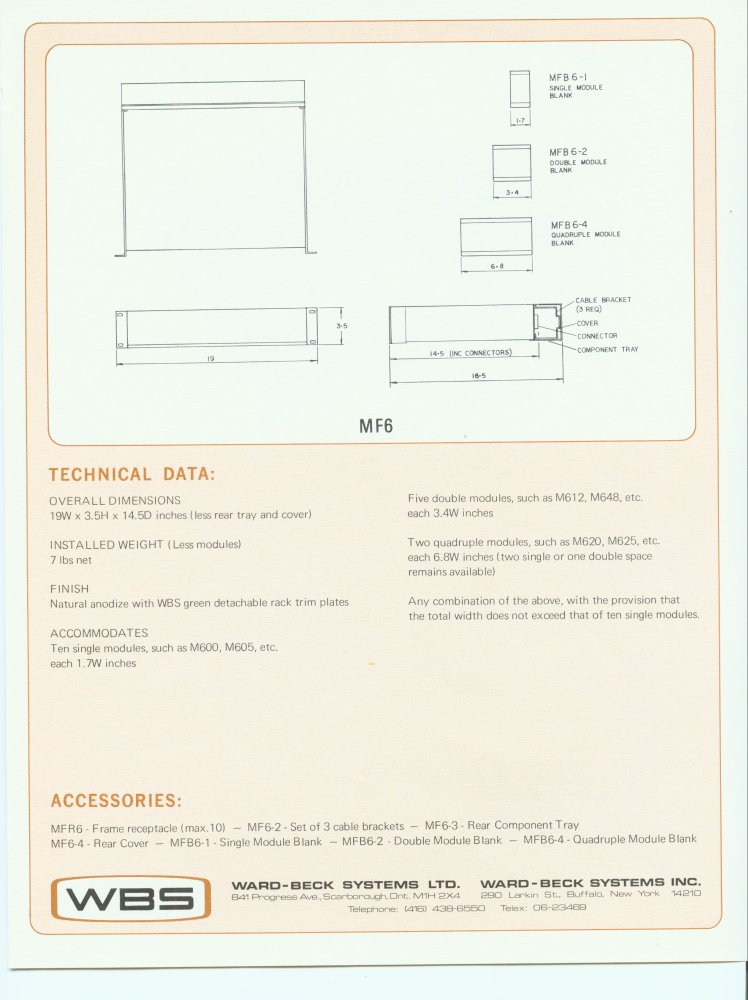 MFB 6-1
SINGLE MODULE
BLANK
1-7
MFB 6-2
DOUBLE MODULE
BLANK
3-4
MFB 6-4
QUADRUPLE MODULE
BLANK
6-8
3-5
19
CABLE BRACKET
(3 REQ)
COVER
CONNECTOR
COMPONENT TRAY
14-5 (INC CONNECTORS)
16-5
MF6
TECHNICAL DATA:
OVERALL DIMENSIONS
19W x 3.5H x 14.5D inches (less rear tray and cover)
INSTALLED WEIGHT (Less modules)
7 lbs net
FINISH
Natural anodize with WBS green detachable rack trim plates
ACCOMMODATES
Ten single modules, such as M600, M605, etc.
each 1.7W inches
Five double modules, such as M612, M648, etc.
each 3.4W inches
Two quadruple modules, such as M620, M625, etc.
each 6.8W inches (two single or one double space
remains available)
Any combination of the above, with the provision that
the total width does not exceed that of ten single modules.
ACCESSORIES:
MFR6 - Frame receptacle (max.10) — MF6-2 - Set of 3 cable brackets — MF6-3 - Rear Component Tray
MF6-4 - Rear Cover — MFB6-1 - Single Module Blank — MFB6-2 - Double Module Blank — MFB6-4 - Quadruple Module Blank
WBS
WARD-BECK SYSTEMS LTD. WARD-BECK SYSTEMS INC.
841 Progress Ave., Scarborough, Ont. M1H 2X4 290 Larkin St., Buffalo, New York 14210
Telephone: (416) 438-6550 Telex: 06-23469